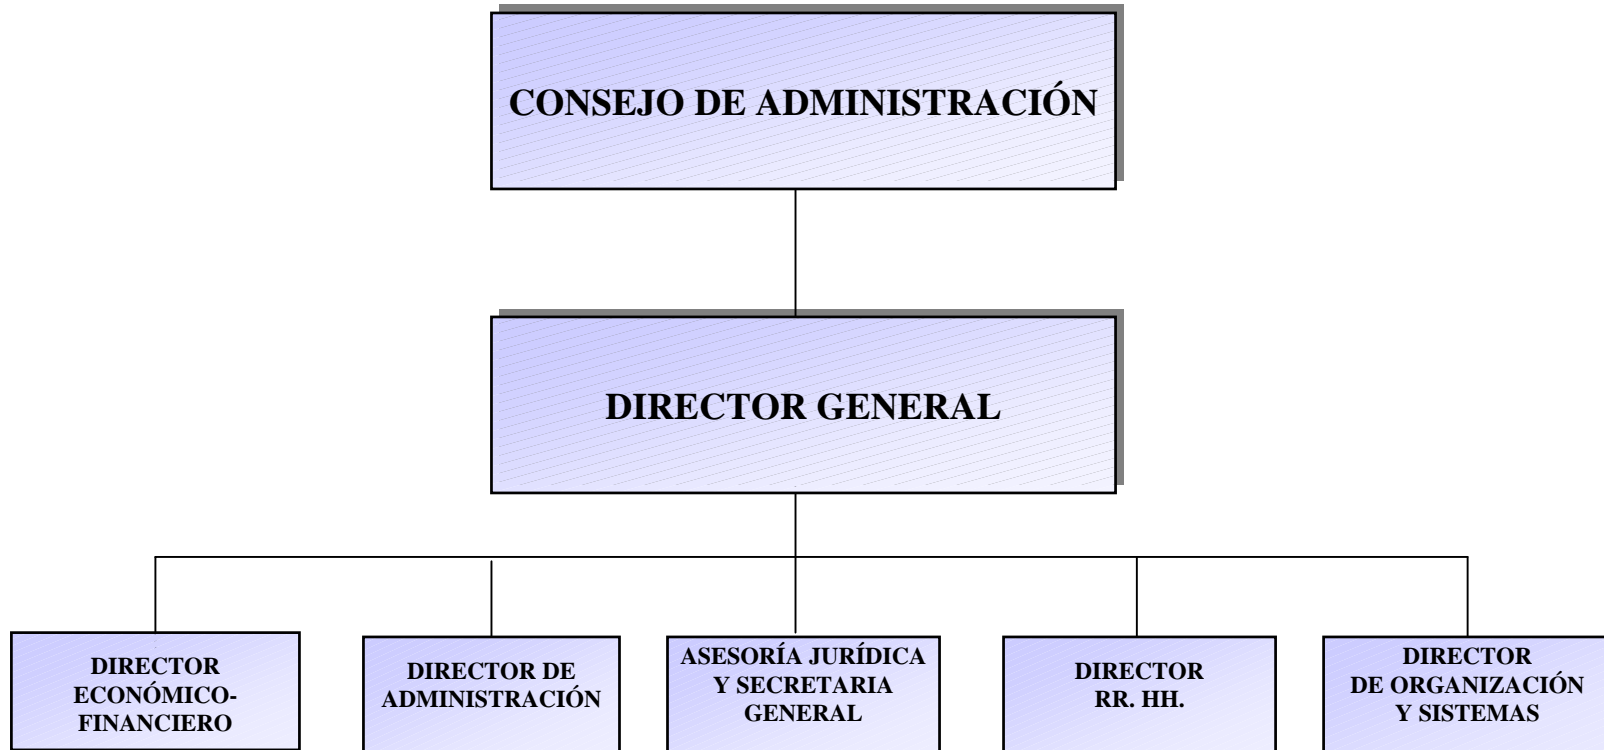 CONSEJO DE ADMINISTRACIÓN
DIRECTOR GENERAL
DIRECTOR
ECONÓMICO-
FINANCIERO
DIRECTOR DE
ADMINISTRACIÓN
ASESORÍA JURÍDICA
Y SECRETARIA
GENERAL
DIRECTOR
RR. HH.
DIRECTOR
DE ORGANIZACIÓN
Y SISTEMAS